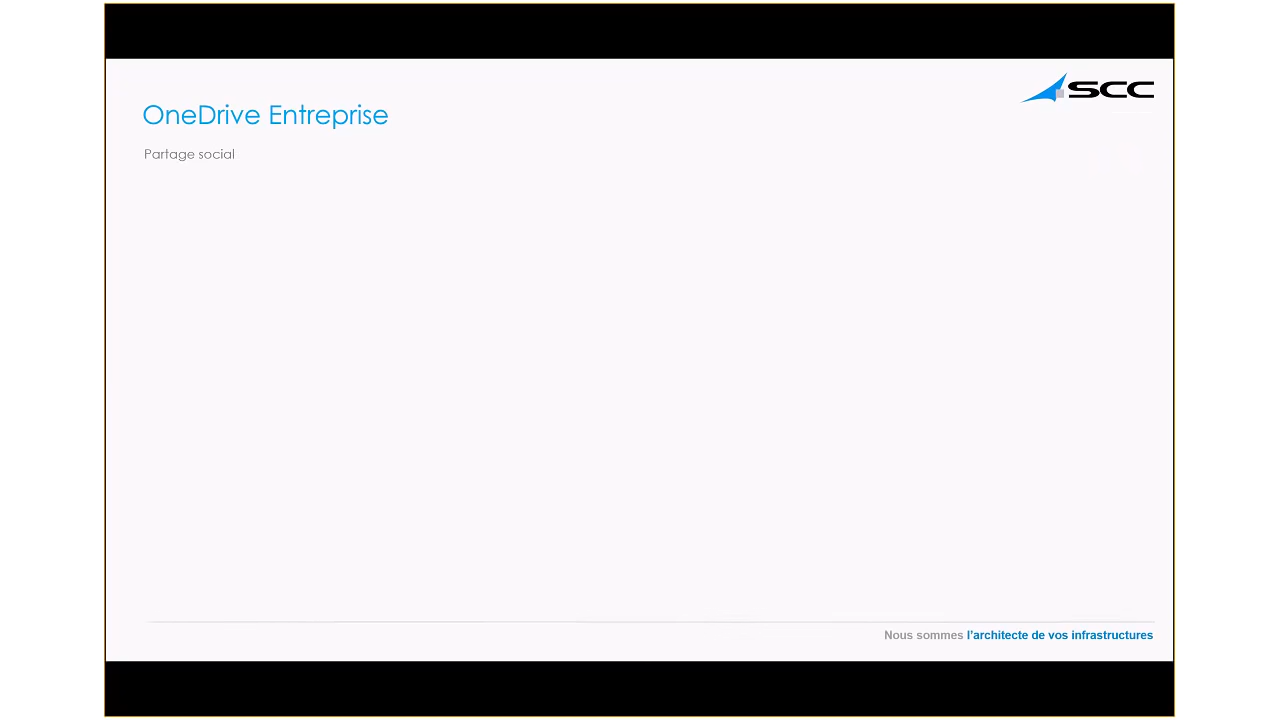 SCC
OneDrive Entreprise
Partage social
Nous sommes l'architecte de vos infrastructures